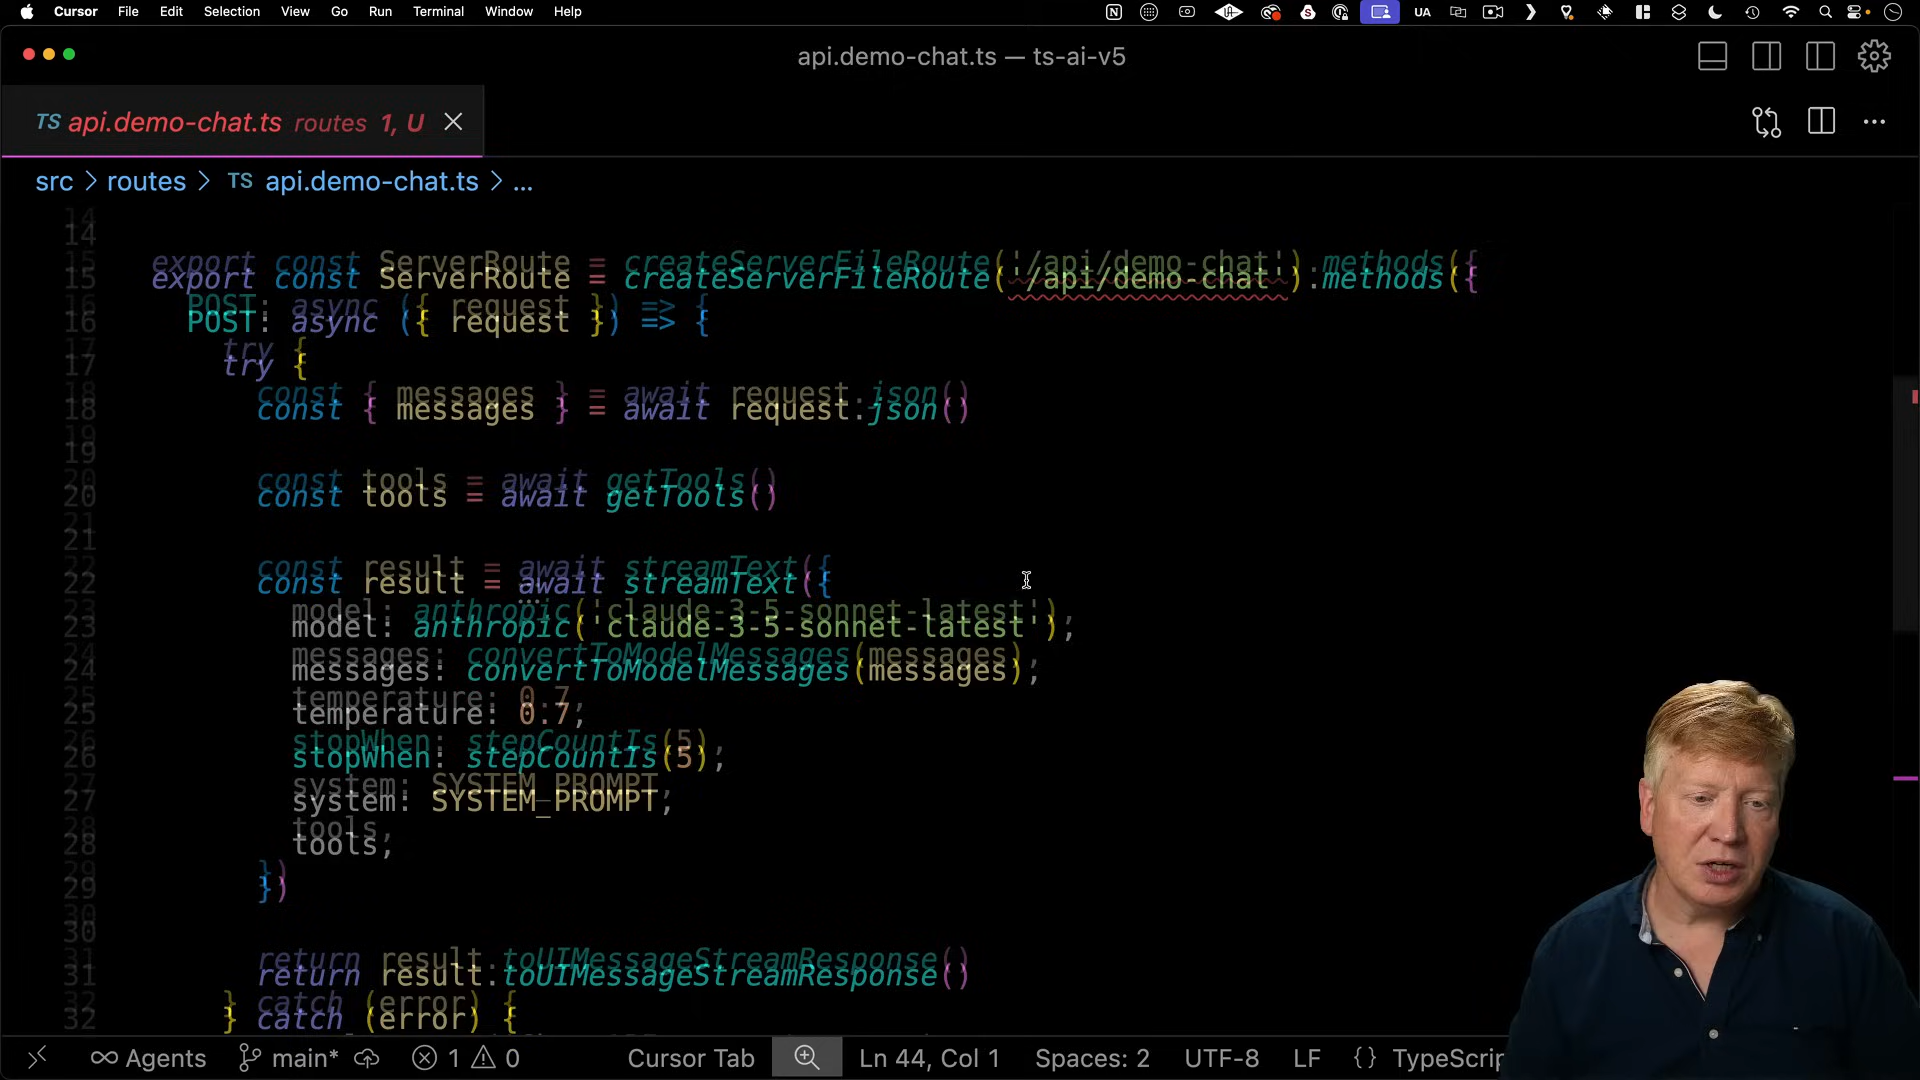 Cursor File Edit Selection View Go Run Terminal Window Help UA
api.demo-chat.ts — ts-ai-v5
TS api.demo-chat.ts routes 1, U
src > routes > TS api.demo-chat.ts > ...
14
15 export const ServerRoute = createServerFileRoute('/api/demo-chat').methods({
16 POST: async ({ request }) => {
17 try {
18 const { messages } = await request.json()
19
20 const tools = await getTools()
21
22 const result = await streamText({
23 model: anthropic('claude-3-5-sonnet-latest'),
24 messages: convertToModelMessages(messages),
25 temperature: 0.7,
26 stopWhen: stepCountIs(5),
27 system: SYSTEM_PROMPT,
28 tools,
29 })
30
31 return result.toUIMessageStreamResponse()
32 } catch (error) {
Agents main* 1 0 Cursor Tab Ln 44, Col 1 Spaces: 2 UTF-8 LF {} TypeScrip